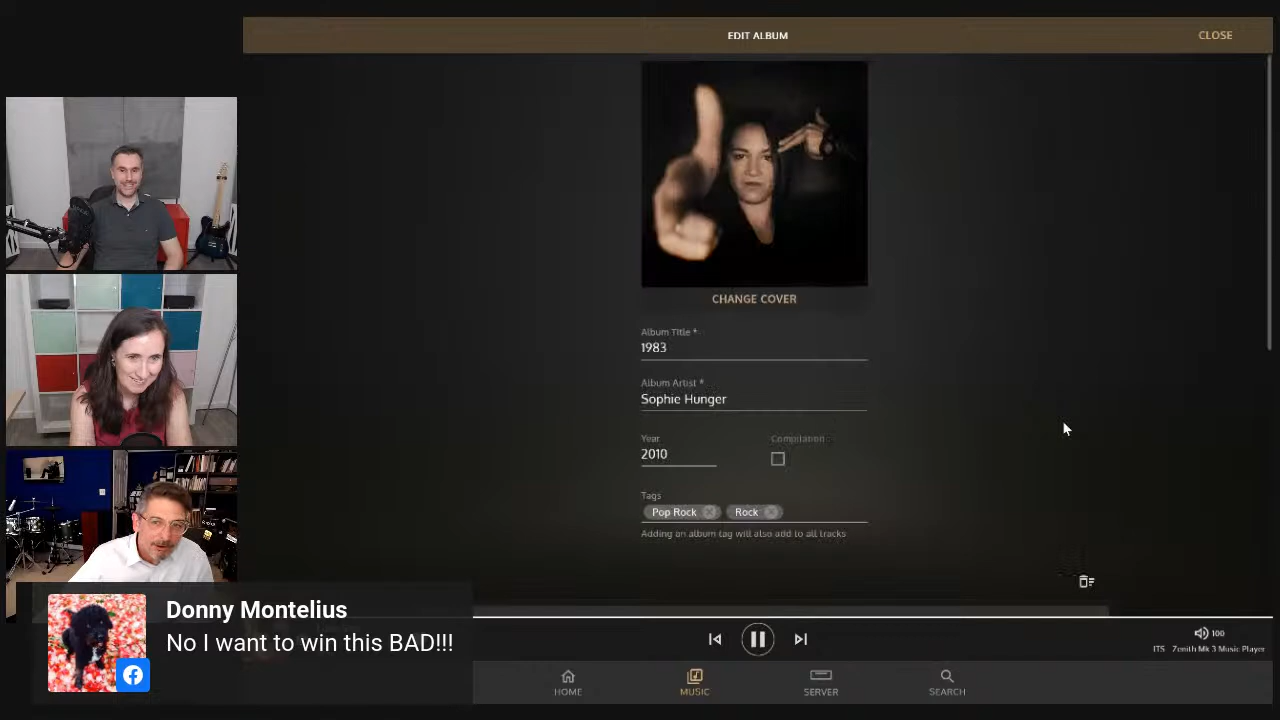 EDIT ALBUM
CLOSE
CHANGE COVER
Album Title *
1983
Album Artist *
Sophie Hunger
Year
2010
Compilation
Tags
Pop Rock
Rock
Adding an album tag will also add to all tracks
Donny Montelius
No I want to win this BAD!!!
100
ITS Zenith Mk 3 Music Player
HOME
MUSIC
SERVER
SEARCH